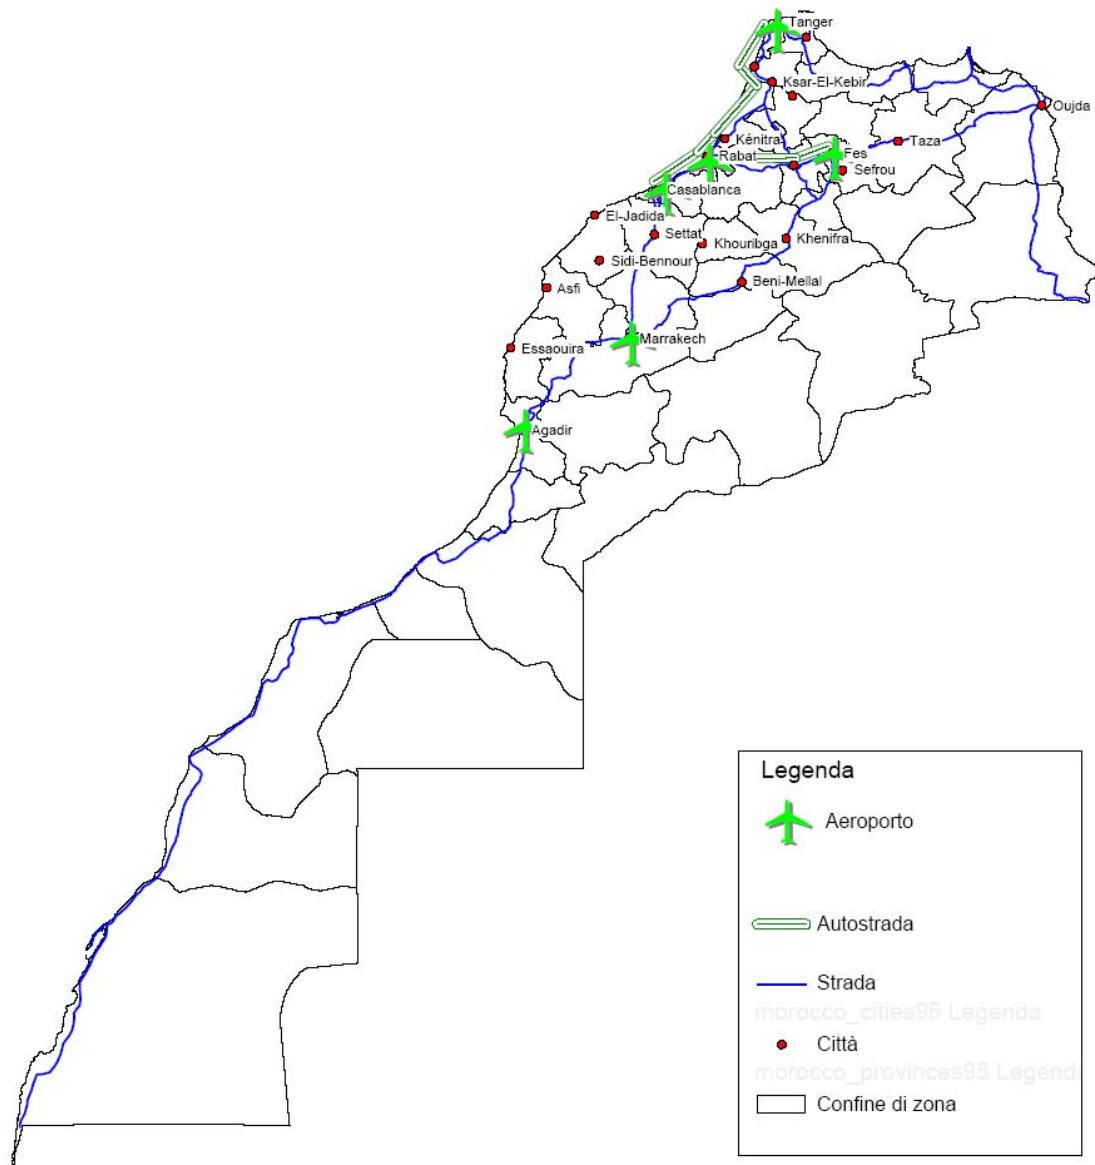 Tanger
Ksar-El-Kebir
Oujda
Kénitra
Taza
Rabat
Fes
Sefrou
Casablanca
El-Jadida
Settat
Khouribga
Khenifra
Sidi-Bennour
Beni-Mellal
Asfi
Marrakech
Essaouira
Agadir
Legenda
Aeroporto
Autostrada
Strada
morocco_cities95 Legenda
Città
morocco_provinces95 Legenda
Confine di zona